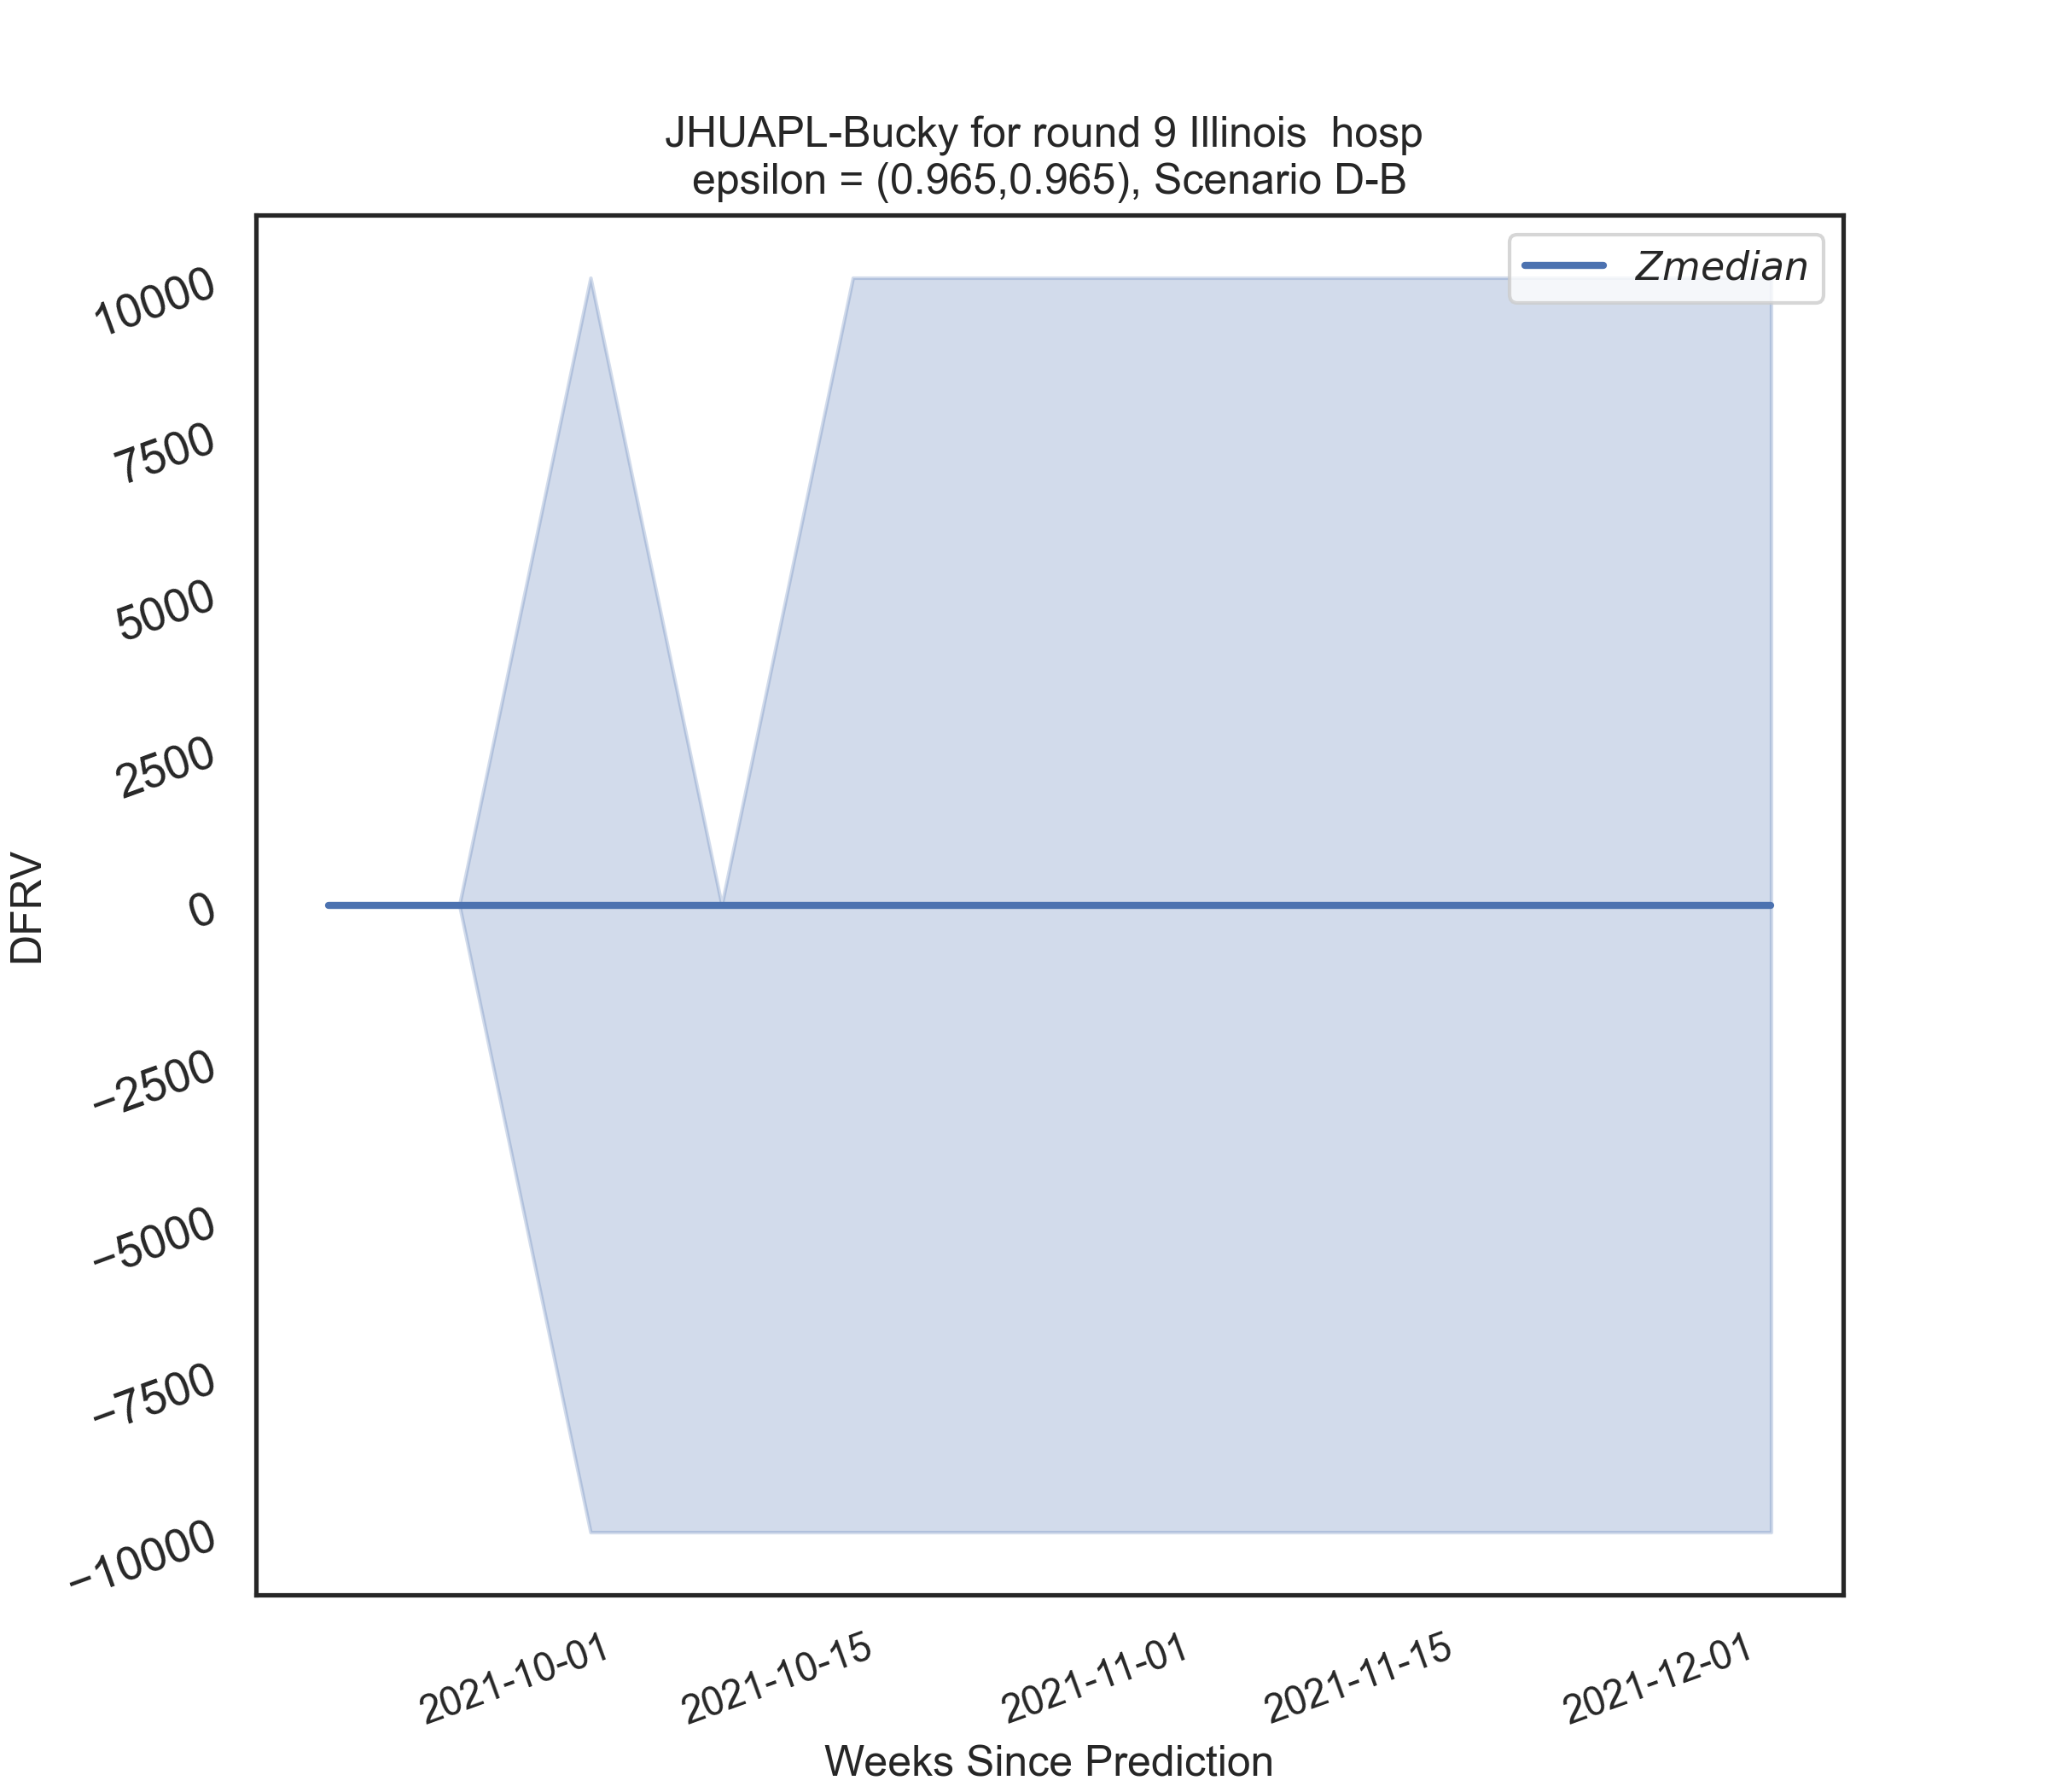 JHUAPL-Bucky for round 9 Illinois  hosp
epsilon = (0.965,0.965), Scenario D-B
Zmedian
10000
7500
5000
2500
0
−2500
−5000
−7500
−10000
DFRV
2021-10-01
2021-10-15
2021-11-01
2021-11-15
2021-12-01
Weeks Since Prediction